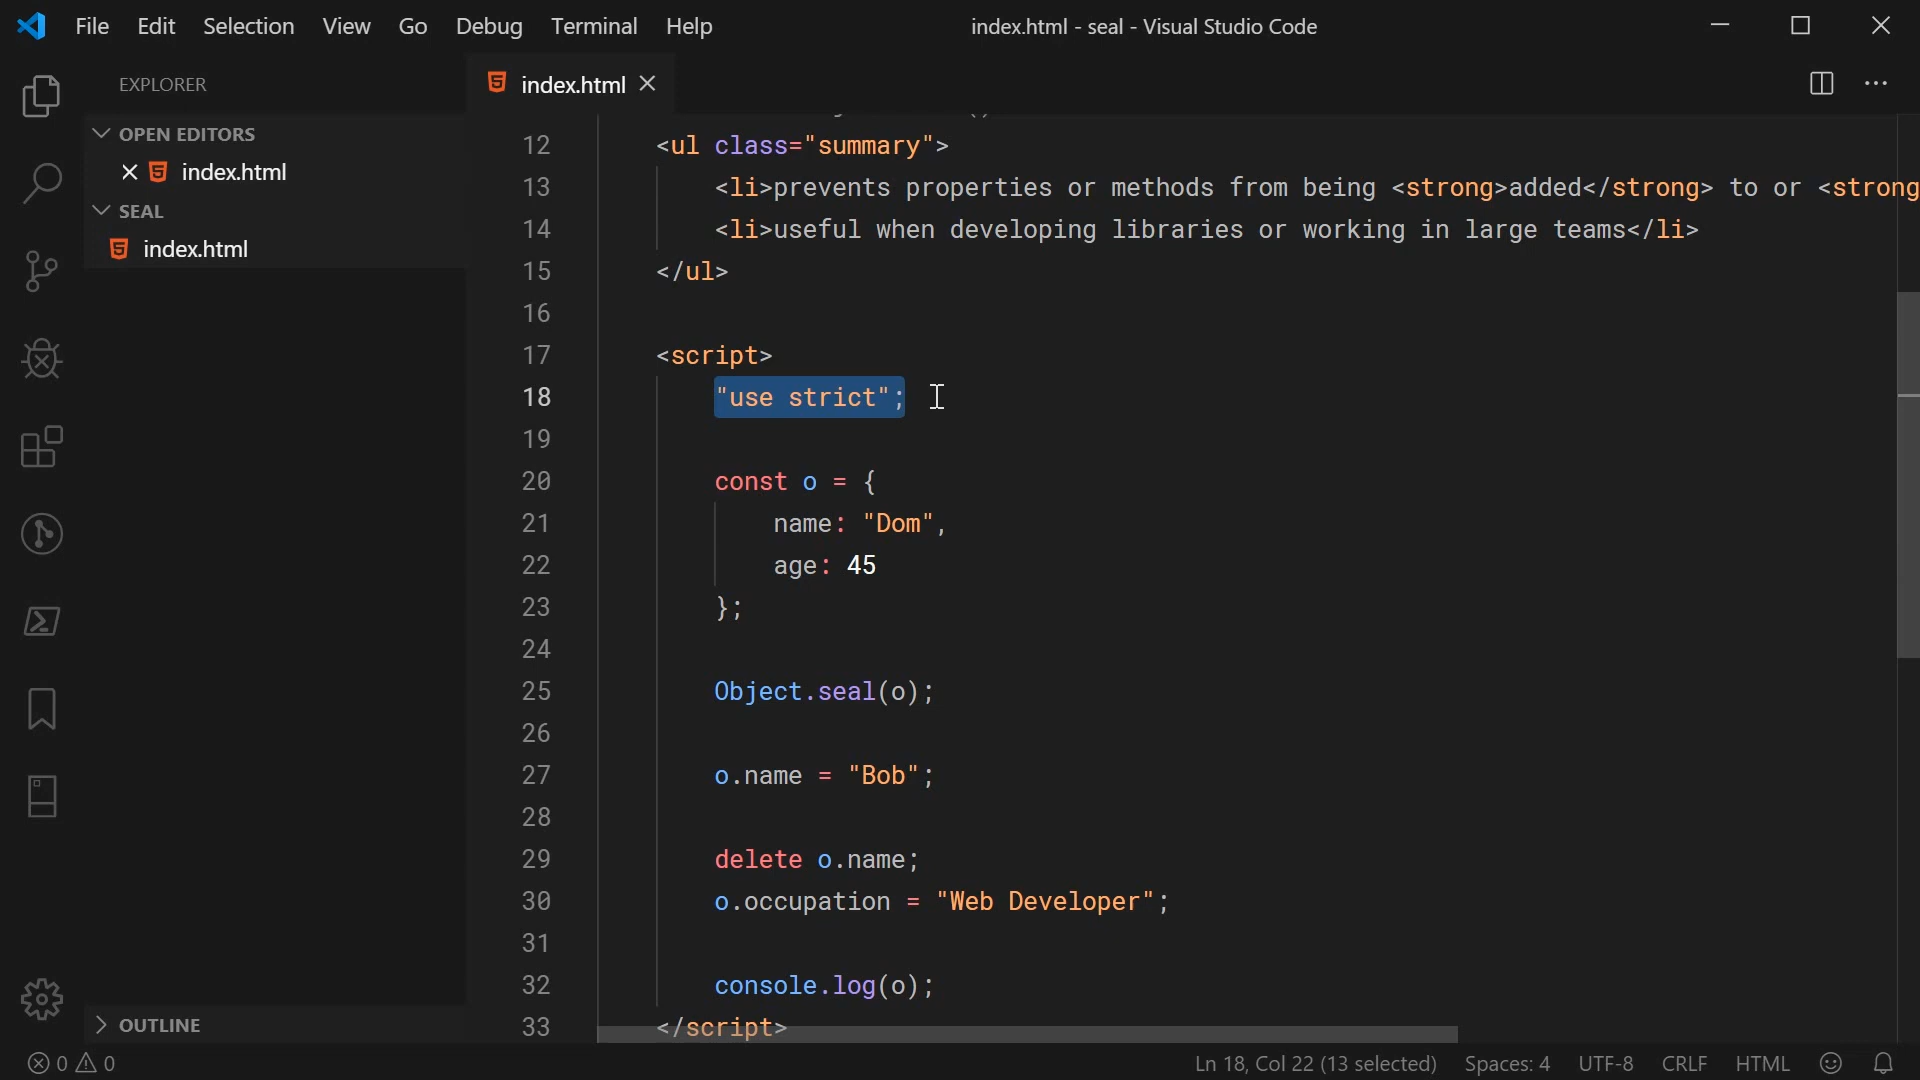 File Edit Selection View Go Debug Terminal Help
index.html - seal - Visual Studio Code
EXPLORER
OPEN EDITORS
index.html
SEAL
index.html
OUTLINE
index.html
12 <ul class="summary">
13 <li>prevents properties or methods from being <strong>added</strong> to or <strong
14 <li>useful when developing libraries or working in large teams</li>
15 </ul>
16
17 <script>
18 "use strict";
19
20 const o = {
21 name: "Dom",
22 age: 45
23 };
24
25 Object.seal(o);
26
27 o.name = "Bob";
28
29 delete o.name;
30 o.occupation = "Web Developer";
31
32 console.log(o);
33 </script>
0 0
Ln 18, Col 22 (13 selected) Spaces: 4 UTF-8 CRLF HTML